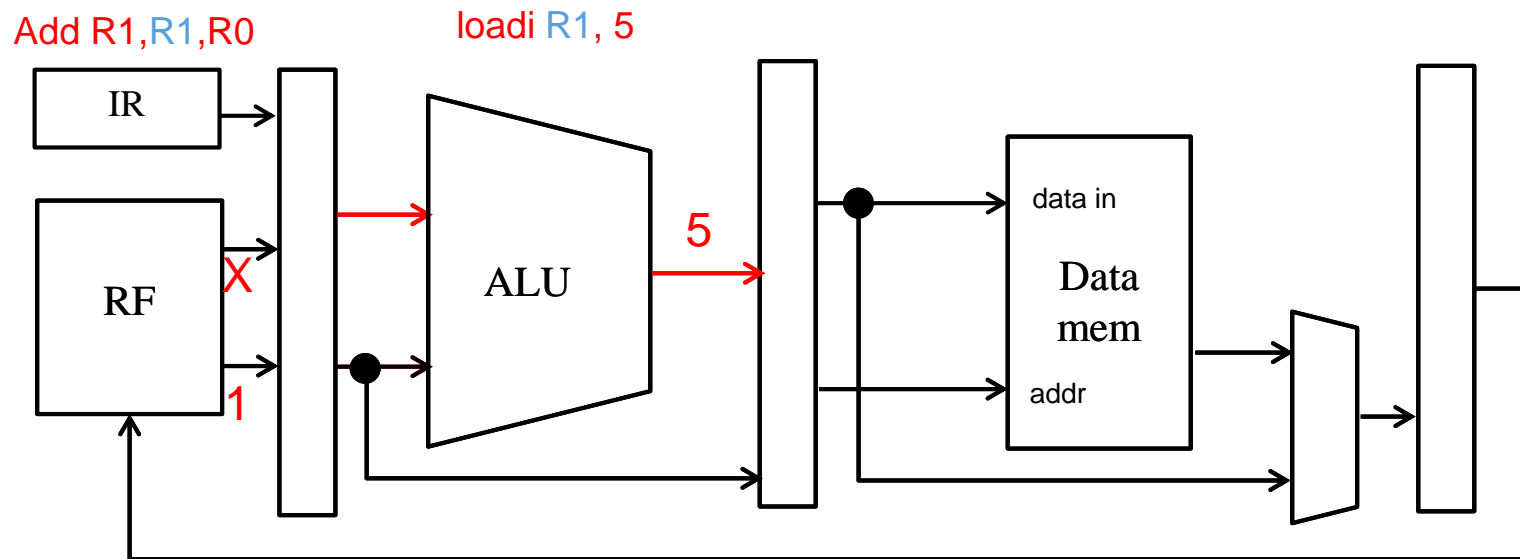 Add R1,R1,R0
loadi R1, 5
IR
RF
X
1
ALU
5
data in
Data
mem
addr